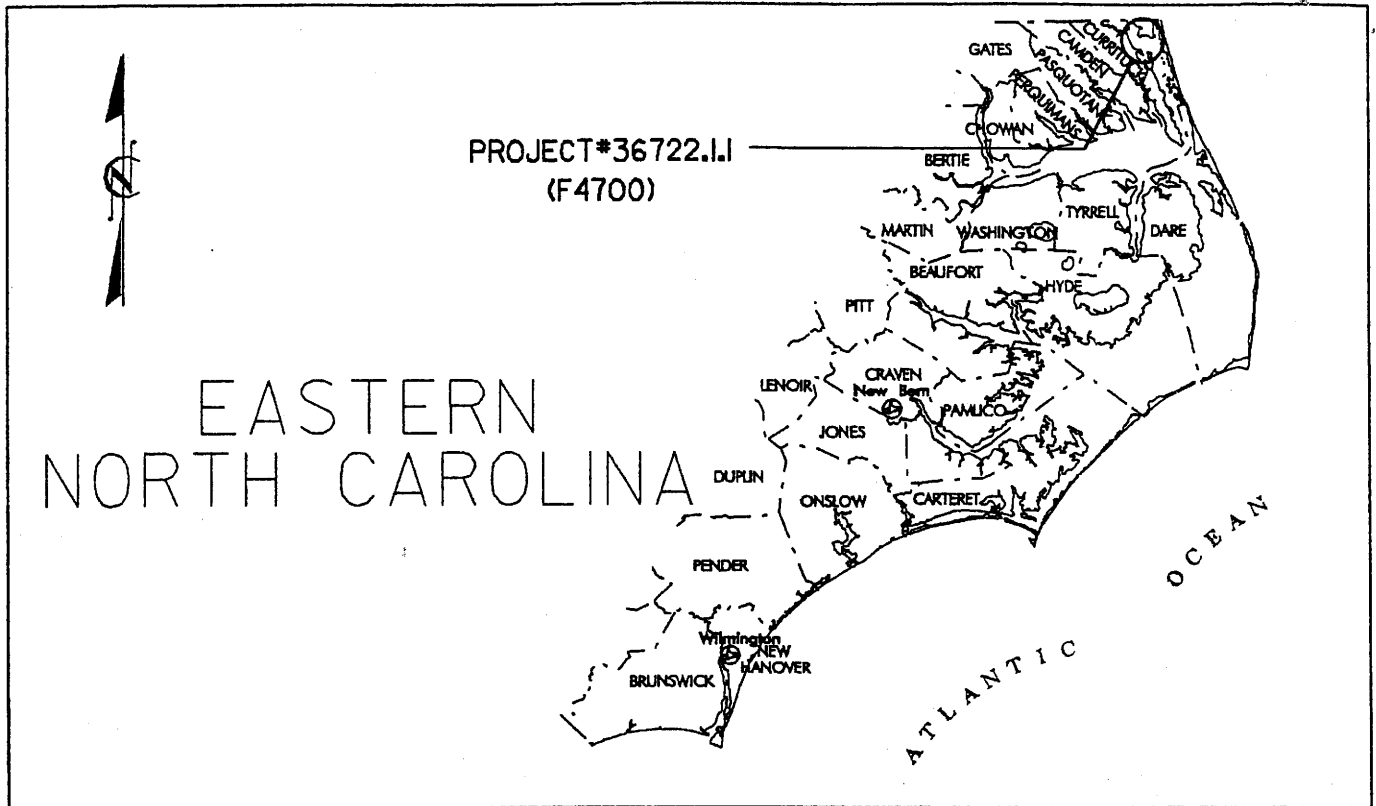 GATES
CURRITUCK
CAMDEN
PASQUOTANK
PERQUIMANS
CHOWAN
PROJECT#36722.1.1
(F4700)
BERTIE
TYRRELL
MARTIN
WASHINGTON
DARE
BEAUFORT
HYDE
PITT
CRAVEN
LENOIR
New Bern
PAMLICO
EASTERN
NORTH CAROLINA
JONES
DUPLIN
ONSLOW
CARTERET
PENDER
Wilmington
NEW
HANOVER
BRUNSWICK
ATLANTIC
OCEAN
N